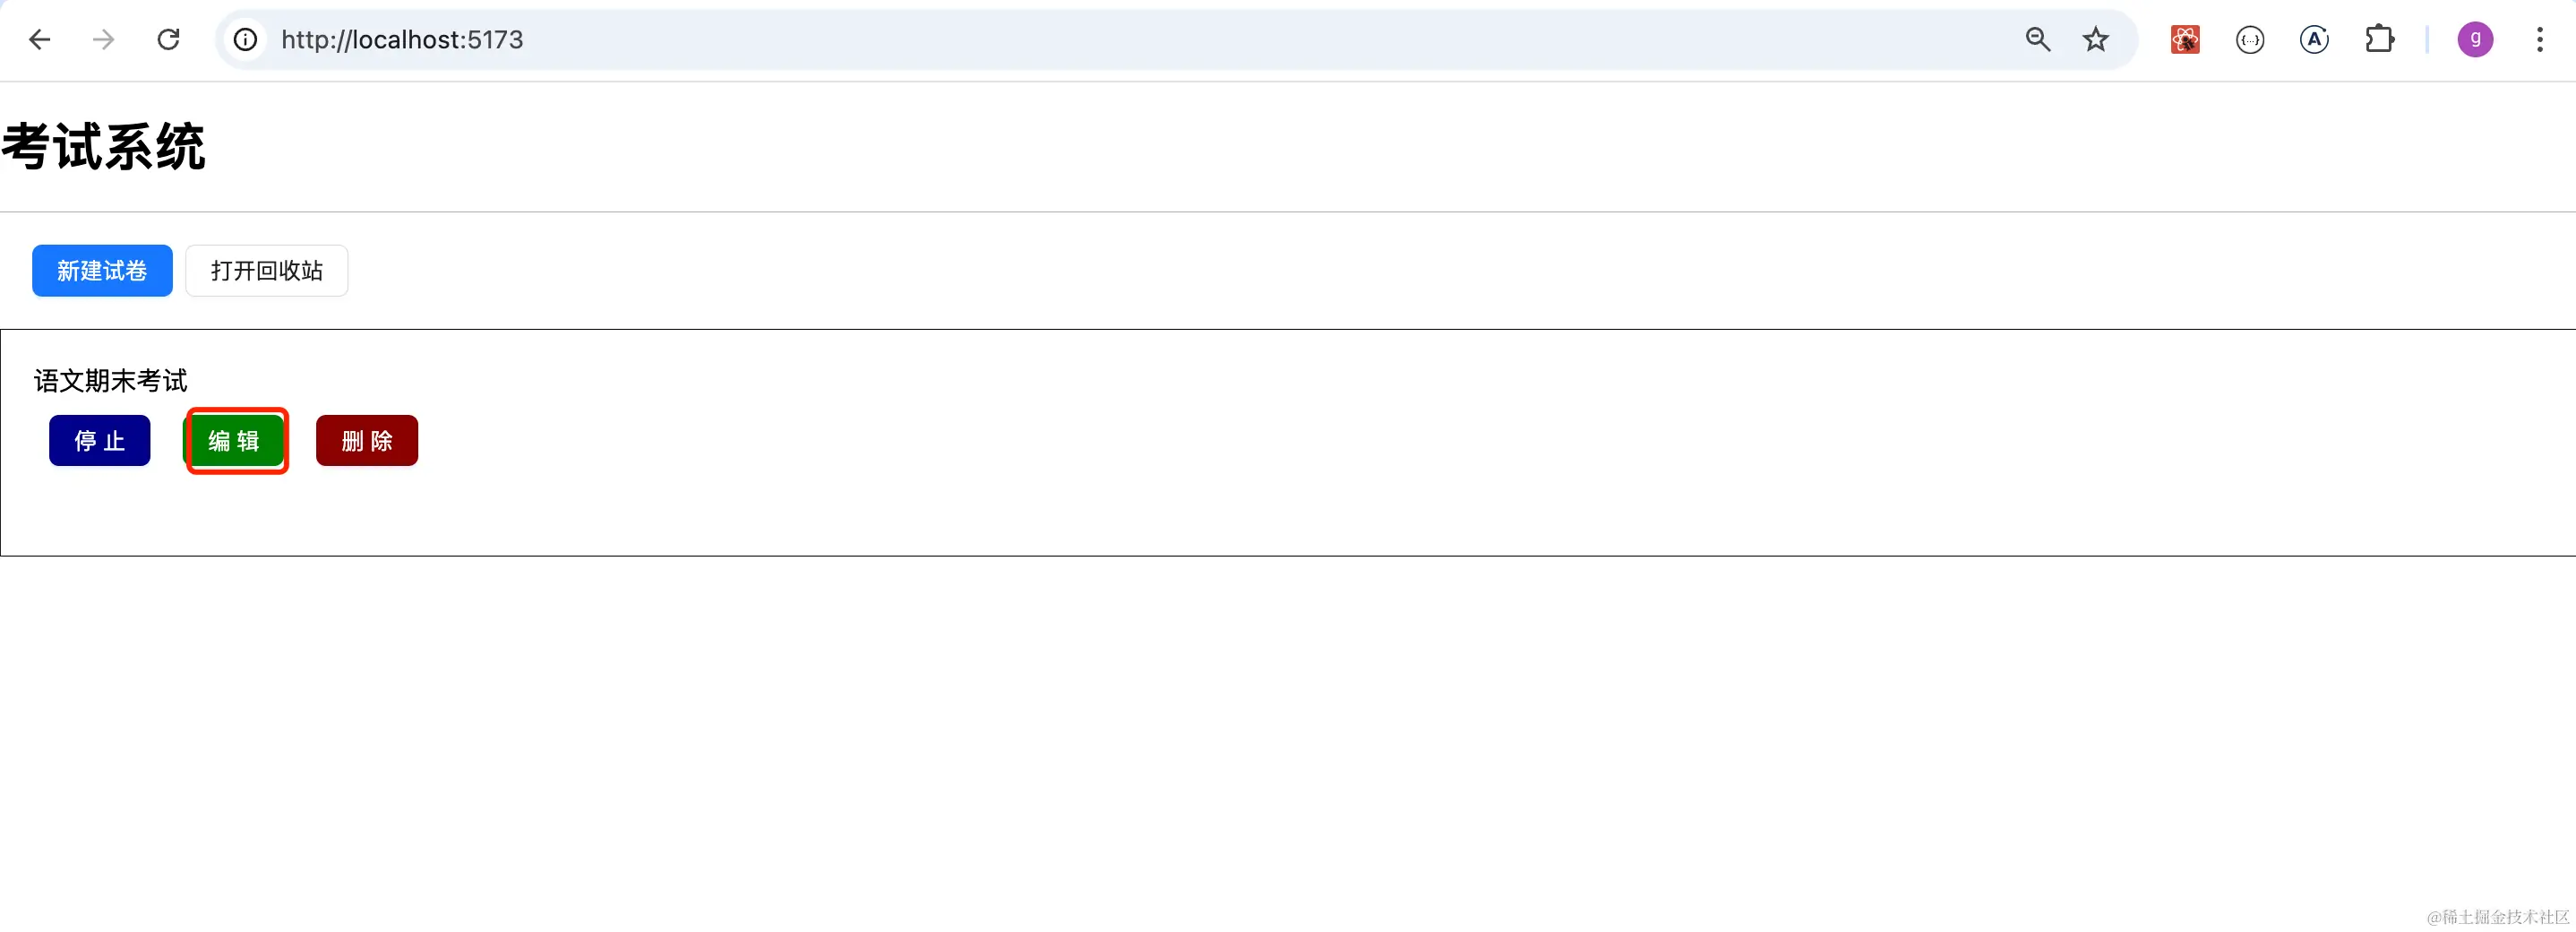 http://localhost:5173
g
考试系统
新建试卷 打开回收站
语文期末考试
停止 编辑 删除
@稀土掘金技术社区